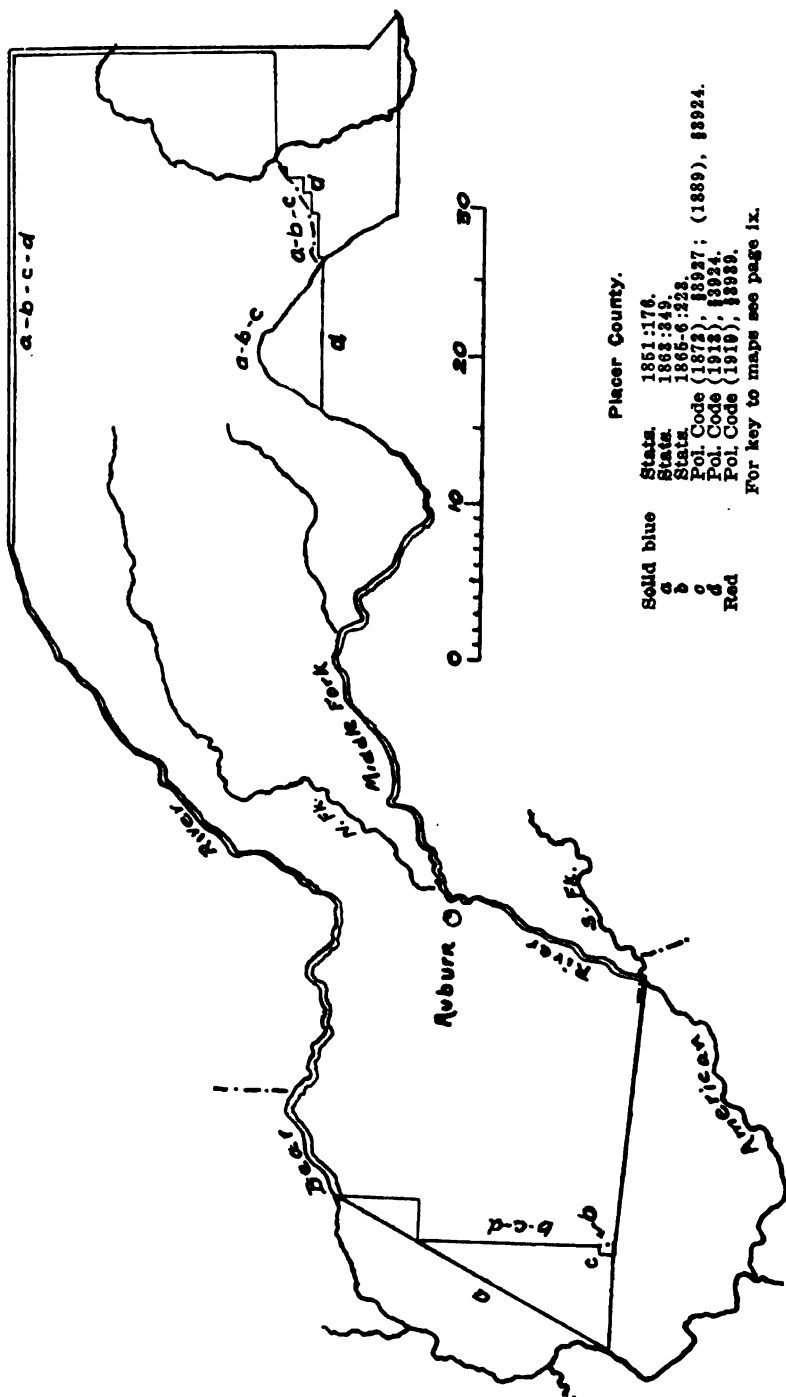 a-b-c-d
a-b-c
d
a-b-c
d
River
N. Fk.
Middle Fork
Auburn
Bear
River
S. Fk.
American
a
b-c-d
b
c
0 10 20 30
Placer County.
Solid blue Stats. 1851:176.
a Stats. 1863:349.
b Stats. 1865-6:223.
c Pol. Code (1872), §3927; (1889), §3924.
d Pol. Code (1913), §3924.
Red Pol. Code (1919), §3939.
For key to maps see page ix.